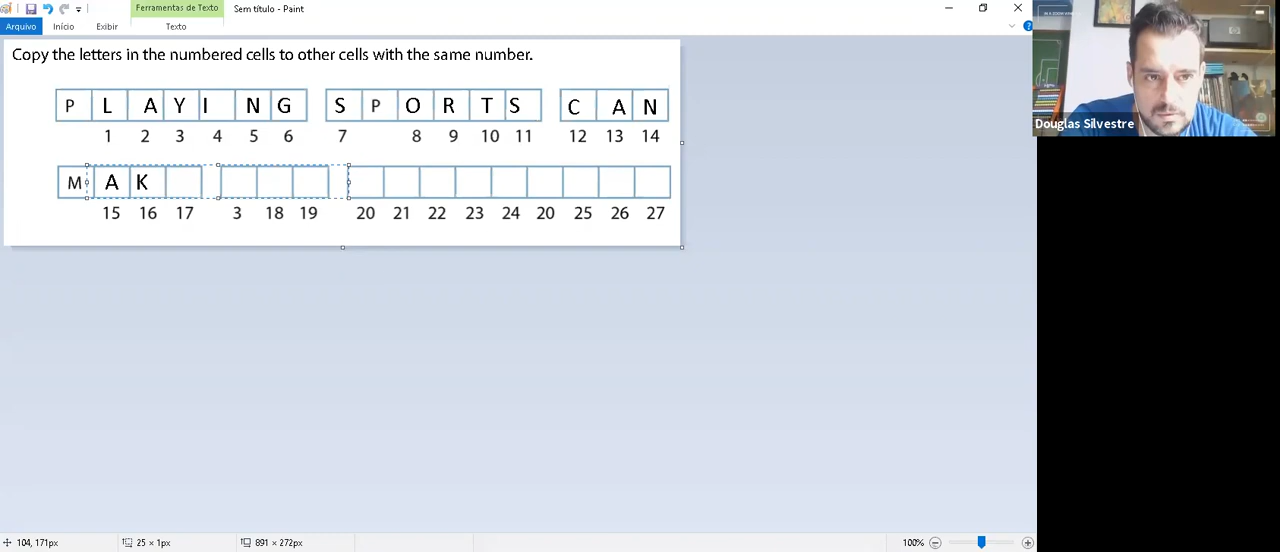 Ferramentas de Texto Sem título - Paint
Arquivo Início Exibir Texto
Copy the letters in the numbered cells to other cells with the same number.
P L A Y I N G S P O R T S C A N
1 2 3 4 5 6 7 8 9 10 11 12 13 14
M A K
15 16 17 3 18 19 20 21 22 23 24 20 25 26 27
Douglas Silvestre
104, 171px 25 × 1px 891 × 272px 100%